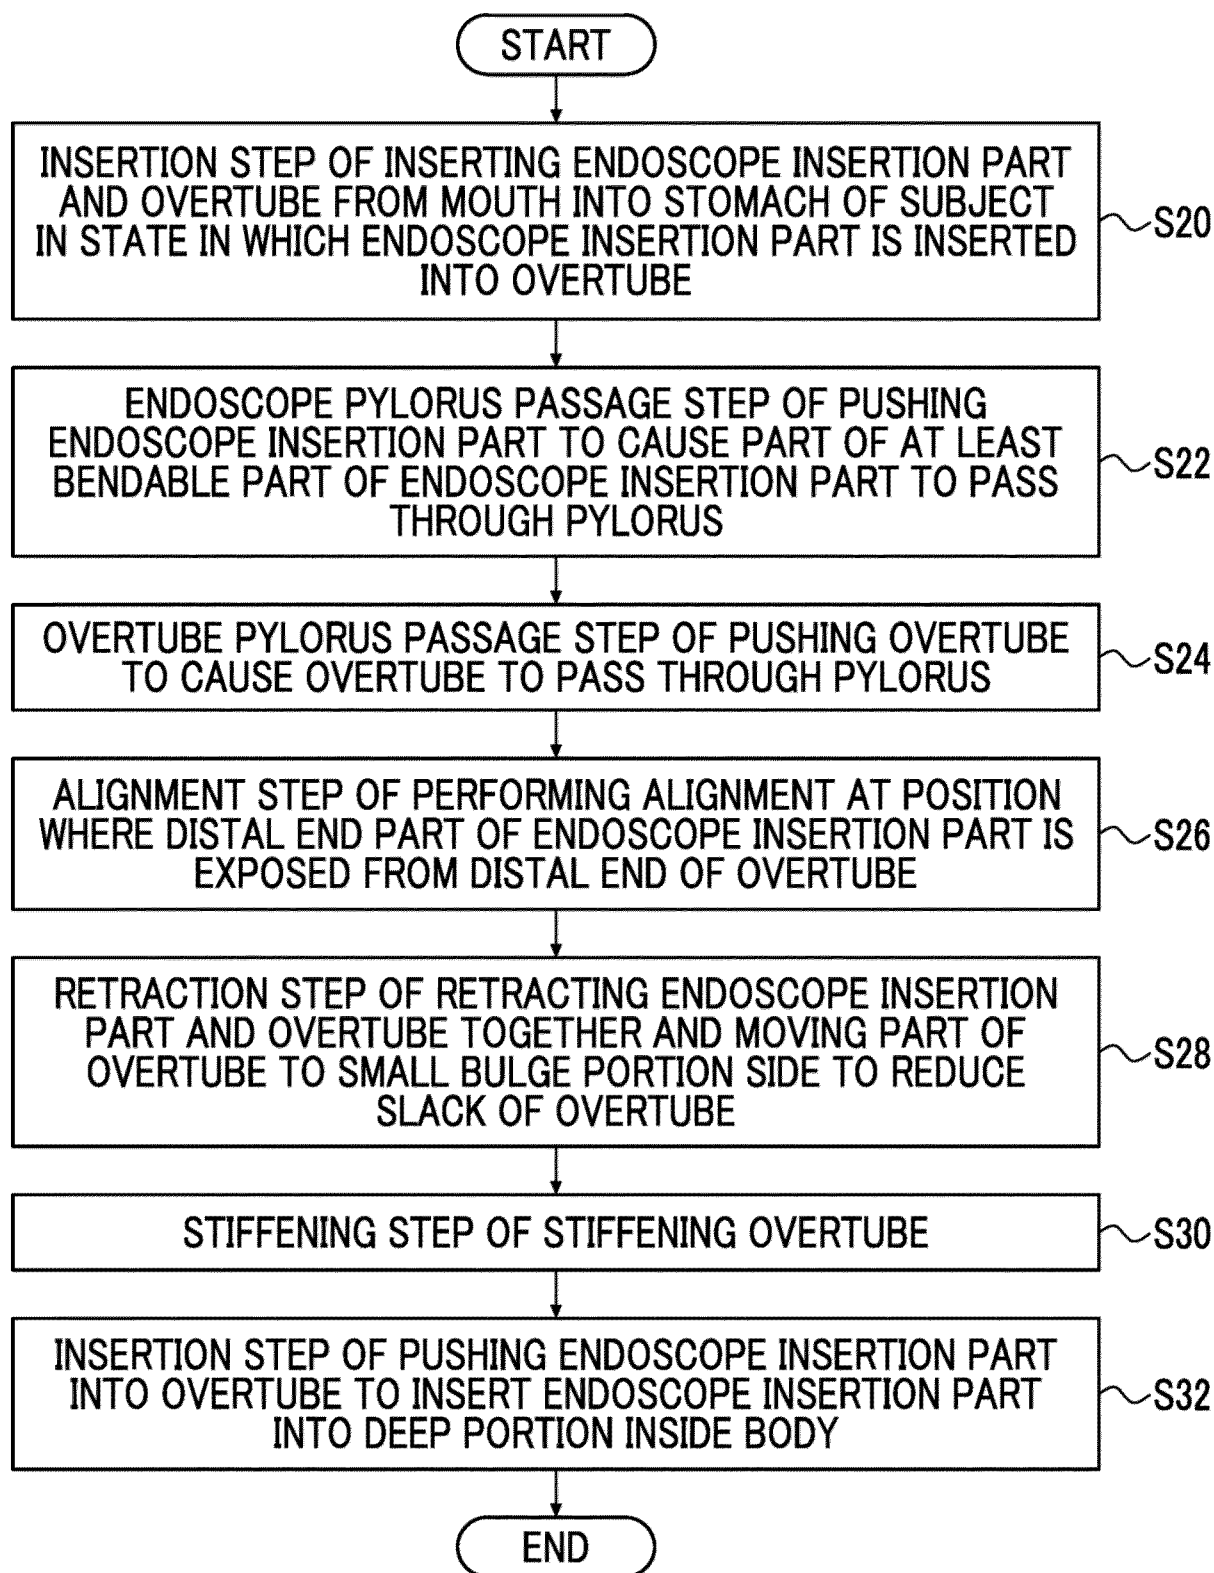 START
INSERTION STEP OF INSERTING ENDOSCOPE INSERTION PART
AND OVERTUBE FROM MOUTH INTO STOMACH OF SUBJECT
IN STATE IN WHICH ENDOSCOPE INSERTION PART IS INSERTED
INTO OVERTUBE
S20
ENDOSCOPE PYLORUS PASSAGE STEP OF PUSHING
ENDOSCOPE INSERTION PART TO CAUSE PART OF AT LEAST
BENDABLE PART OF ENDOSCOPE INSERTION PART TO PASS
THROUGH PYLORUS
S22
OVERTUBE PYLORUS PASSAGE STEP OF PUSHING OVERTUBE
TO CAUSE OVERTUBE TO PASS THROUGH PYLORUS
S24
ALIGNMENT STEP OF PERFORMING ALIGNMENT AT POSITION
WHERE DISTAL END PART OF ENDOSCOPE INSERTION PART IS
EXPOSED FROM DISTAL END OF OVERTUBE
S26
RETRACTION STEP OF RETRACTING ENDOSCOPE INSERTION
PART AND OVERTUBE TOGETHER AND MOVING PART OF
OVERTUBE TO SMALL BULGE PORTION SIDE TO REDUCE
SLACK OF OVERTUBE
S28
STIFFENING STEP OF STIFFENING OVERTUBE
S30
INSERTION STEP OF PUSHING ENDOSCOPE INSERTION PART
INTO OVERTUBE TO INSERT ENDOSCOPE INSERTION PART
INTO DEEP PORTION INSIDE BODY
S32
END